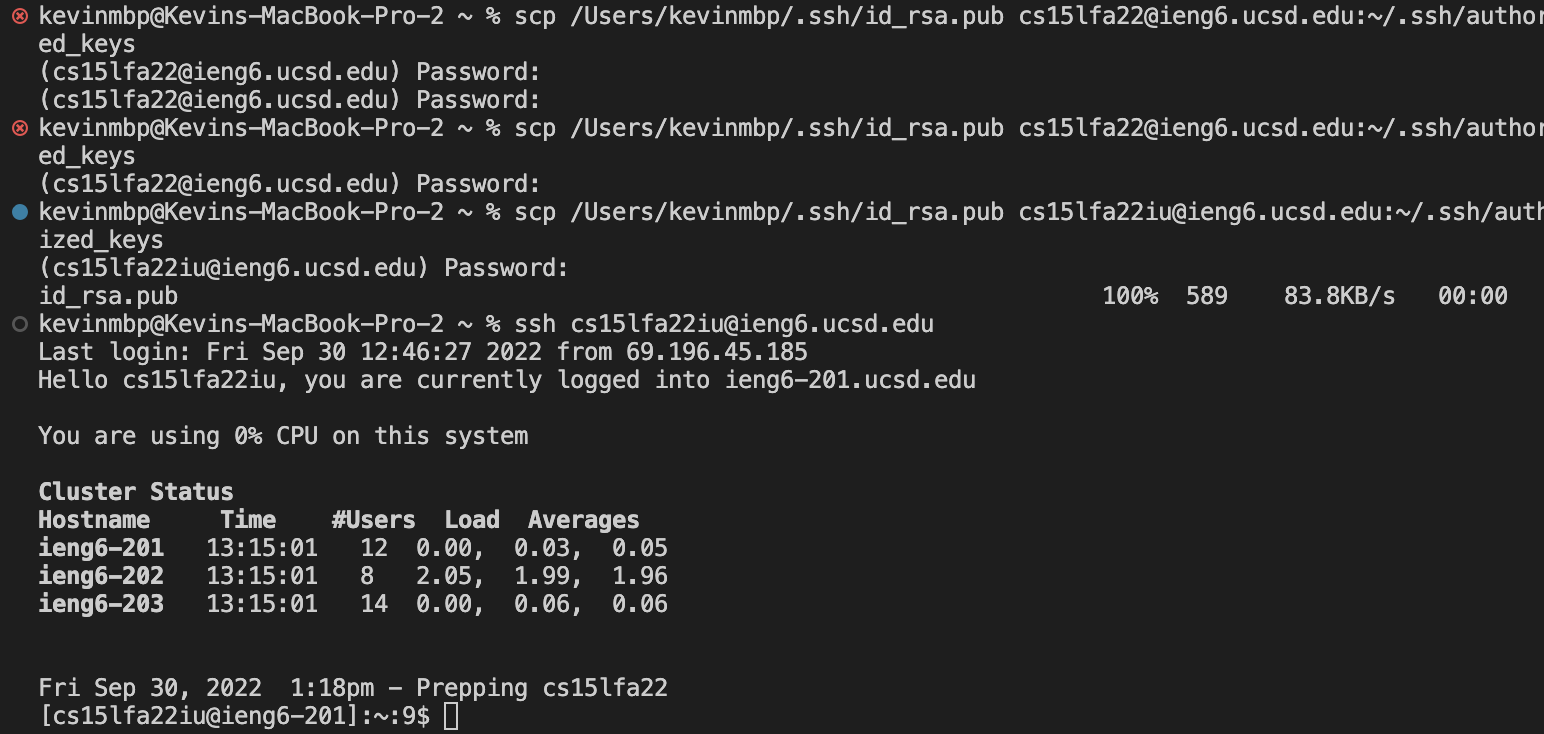 kevinmbp@Kevins-MacBook-Pro-2 ~ % scp /Users/kevinmbp/.ssh/id_rsa.pub cs15lfa22@ieng6.ucsd.edu:~/.ssh/author
ed_keys
(cs15lfa22@ieng6.ucsd.edu) Password:
(cs15lfa22@ieng6.ucsd.edu) Password:
kevinmbp@Kevins-MacBook-Pro-2 ~ % scp /Users/kevinmbp/.ssh/id_rsa.pub cs15lfa22@ieng6.ucsd.edu:~/.ssh/author
ed_keys
(cs15lfa22@ieng6.ucsd.edu) Password:
kevinmbp@Kevins-MacBook-Pro-2 ~ % scp /Users/kevinmbp/.ssh/id_rsa.pub cs15lfa22iu@ieng6.ucsd.edu:~/.ssh/auth
ized_keys
(cs15lfa22iu@ieng6.ucsd.edu) Password:
id_rsa.pub 100% 589 83.8KB/s 00:00
kevinmbp@Kevins-MacBook-Pro-2 ~ % ssh cs15lfa22iu@ieng6.ucsd.edu
Last login: Fri Sep 30 12:46:27 2022 from 69.196.45.185
Hello cs15lfa22iu, you are currently logged into ieng6-201.ucsd.edu
You are using 0% CPU on this system
Cluster Status
Hostname Time #Users Load Averages
ieng6-201 13:15:01 12 0.00, 0.03, 0.05
ieng6-202 13:15:01 8 2.05, 1.99, 1.96
ieng6-203 13:15:01 14 0.00, 0.06, 0.06
Fri Sep 30, 2022 1:18pm - Prepping cs15lfa22
[cs15lfa22iu@ieng6-201]:~:9$